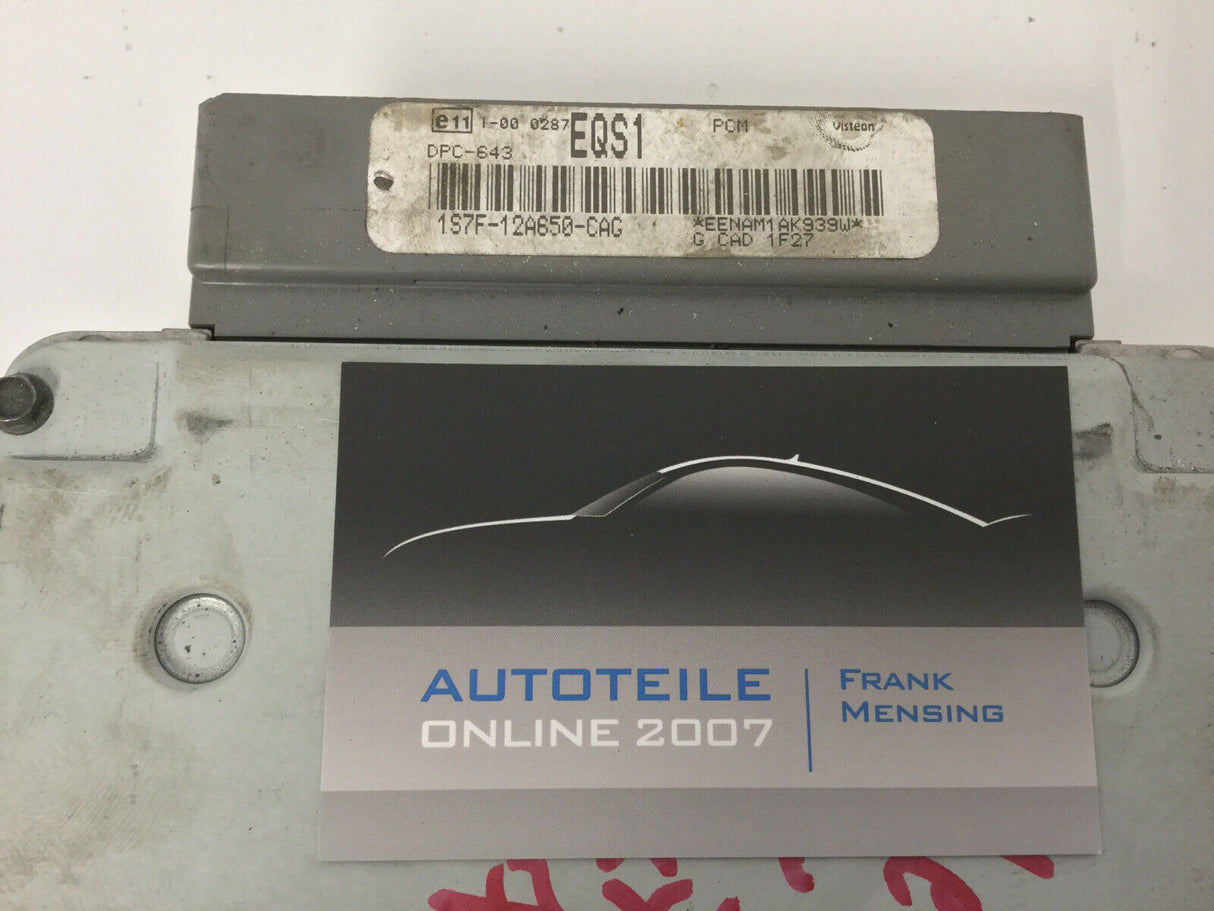 e11 1-00 0287 EQS1 PCM Visteon
DPC-643
1S7F-12A650-CAG *EENAM1AK939W*
G CAD 1F27
AUTOTEILE
ONLINE 2007
FRANK
MENSING